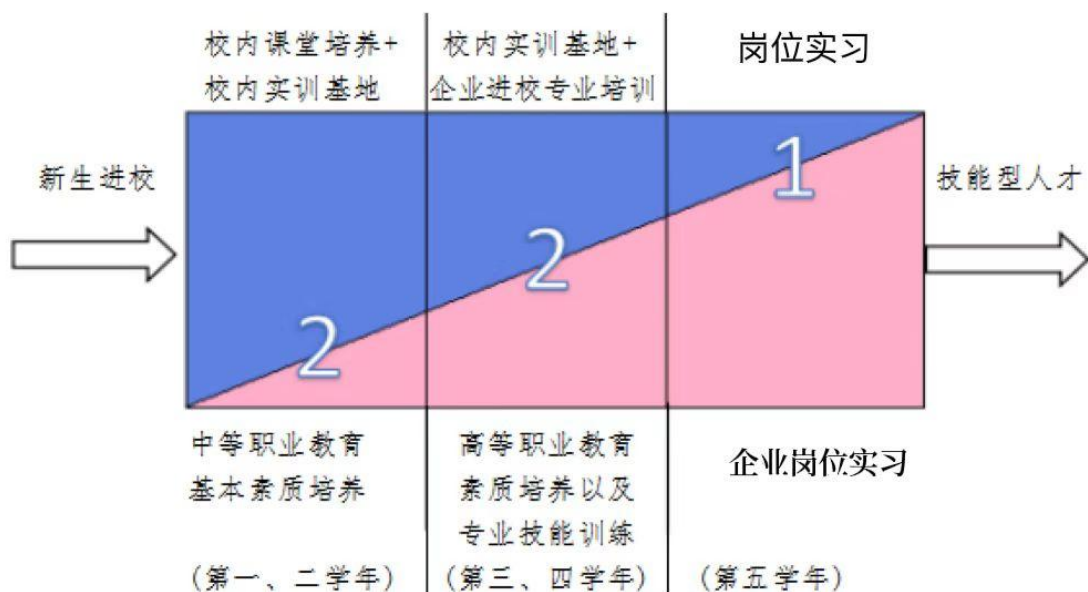 校内课堂培养+
校内实训基地
校内实训基地+
企业进校专业培训
岗位实习
新生进校
技能型人才
1
2
2
中等职业教育
基本素质培养
高等职业教育
素质培养以及
专业技能训练
企业岗位实习
(第一、二学年)
(第三、四学年)
(第五学年)